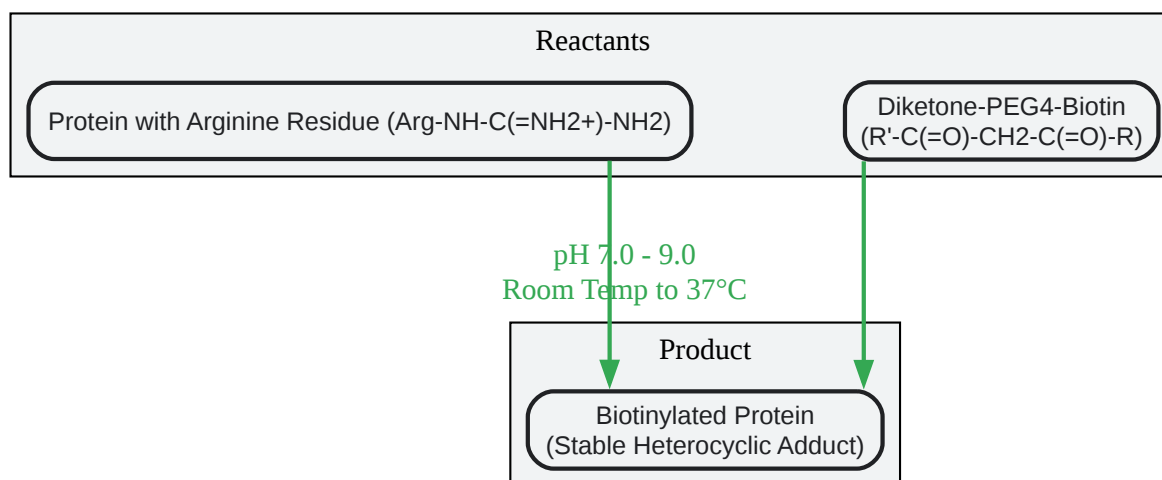 Reactants
Protein with Arginine Residue (Arg-NH-C(=NH2+)-NH2)
Diketone-PEG4-Biotin
(R'-C(=O)-CH2-C(=O)-R)
pH 7.0 - 9.0
Room Temp to 37°C
Product
Biotinylated Protein
(Stable Heterocyclic Adduct)